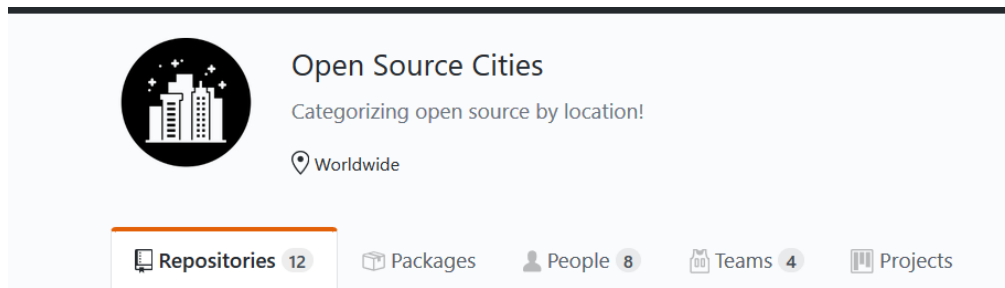 Open Source Cities
Categorizing open source by location!
Worldwide
Repositories 12 Packages People 8 Teams 4 Projects